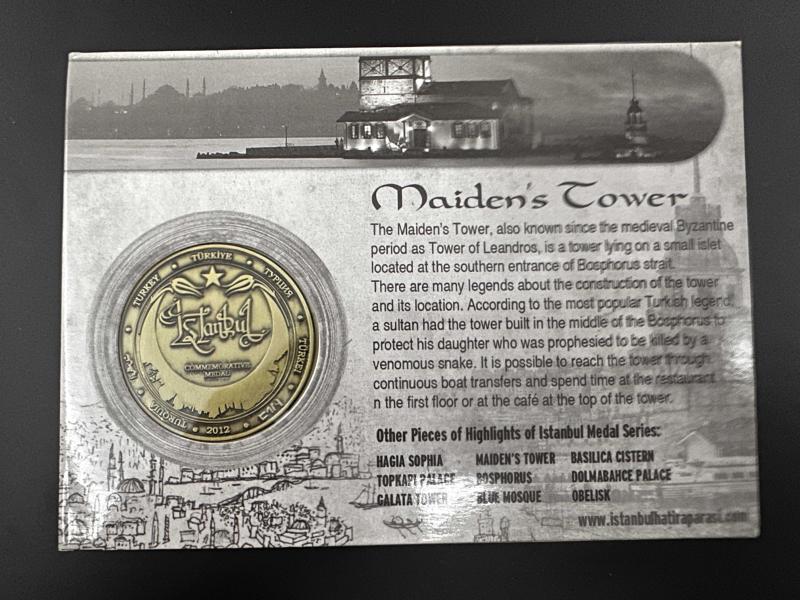 Maiden's Tower
The Maiden's Tower, also known since the medieval Byzantine
period as Tower of Leandros, is a tower lying on a small islet
located at the southern entrance of Bosphorus strait.
There are many legends about the construction of the tower
and its location. According to the most popular Turkish legend,
a sultan had the tower built in the middle of the Bosphorus to
protect his daughter who was prophesied to be killed by a
venomous snake. It is possible to reach the tower through
continuous boat transfers and spend time at the restaurant
n the first floor or at the café at the top of the tower.
Other Pieces of Highlights of Istanbul Medal Series:
HAGIA SOPHIA MAIDEN'S TOWER BASILICA CISTERN
TOPKAPI PALACE BOSPHORUS DOLMABAHCE PALACE
GALATA TOWER BLUE MOSQUE OBELISK
www.istanbulhatiraparasi.com
TURKEY • TÜRKİYE • ТУРЦИЯ
TÜRKEI
TURQUIA • 2012
İstanbul
COMMEMORATIVE
MEDAL